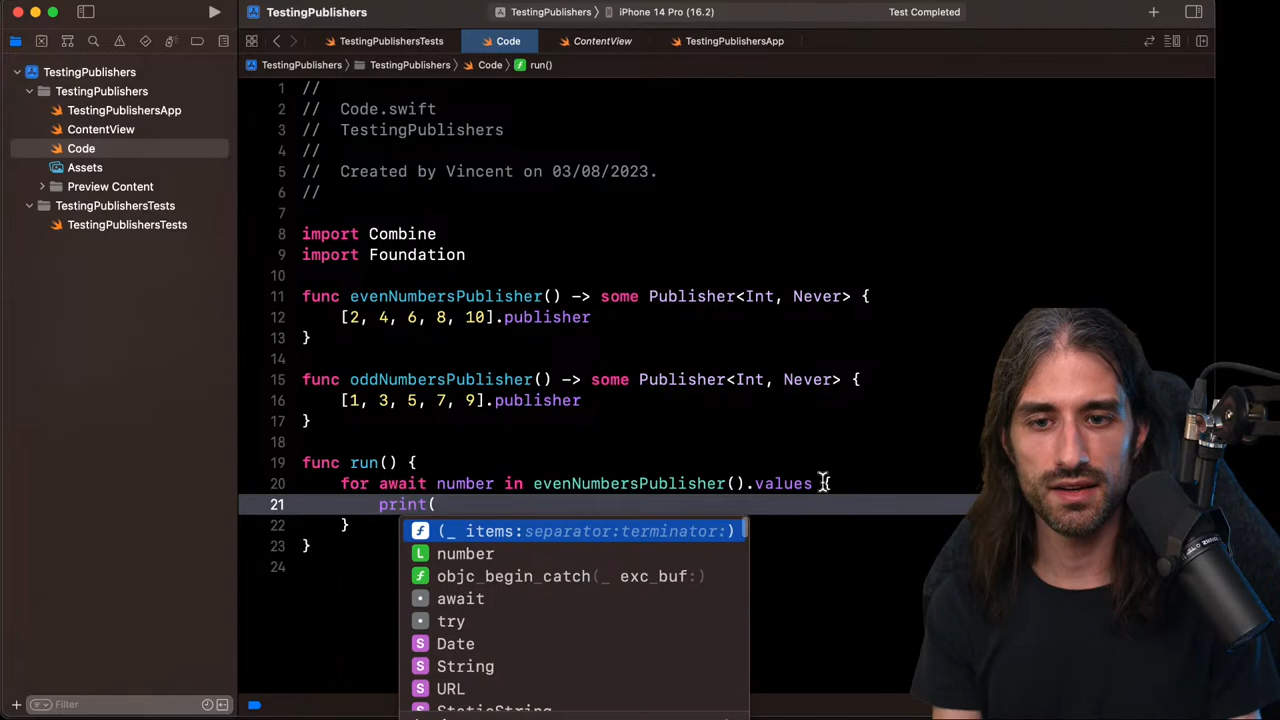 TestingPublishers
TestingPublishers
iPhone 14 Pro (16.2)
Test Completed
TestingPublishersTests
Code
ContentView
TestingPublishersApp
TestingPublishers
TestingPublishers
Code
run()
TestingPublishers
TestingPublishers
TestingPublishersApp
ContentView
Code
Assets
Preview Content
TestingPublishersTests
TestingPublishersTests
1 //
2 // Code.swift
3 // TestingPublishers
4 //
5 // Created by Vincent on 03/08/2023.
6 //
7
8 import Combine
9 import Foundation
10
11 func evenNumbersPublisher() -> some Publisher<Int, Never> {
12 [2, 4, 6, 8, 10].publisher
13 }
14
15 func oddNumbersPublisher() -> some Publisher<Int, Never> {
16 [1, 3, 5, 7, 9].publisher
17 }
18
19 func run() {
20 for await number in evenNumbersPublisher().values {
21 print(
22 }
23 }
24
f (_ items:separator:terminator:)
L number
f objc_begin_catch(_ exc_buf:)
await
try
S Date
S String
S URL
S StaticString
Filter